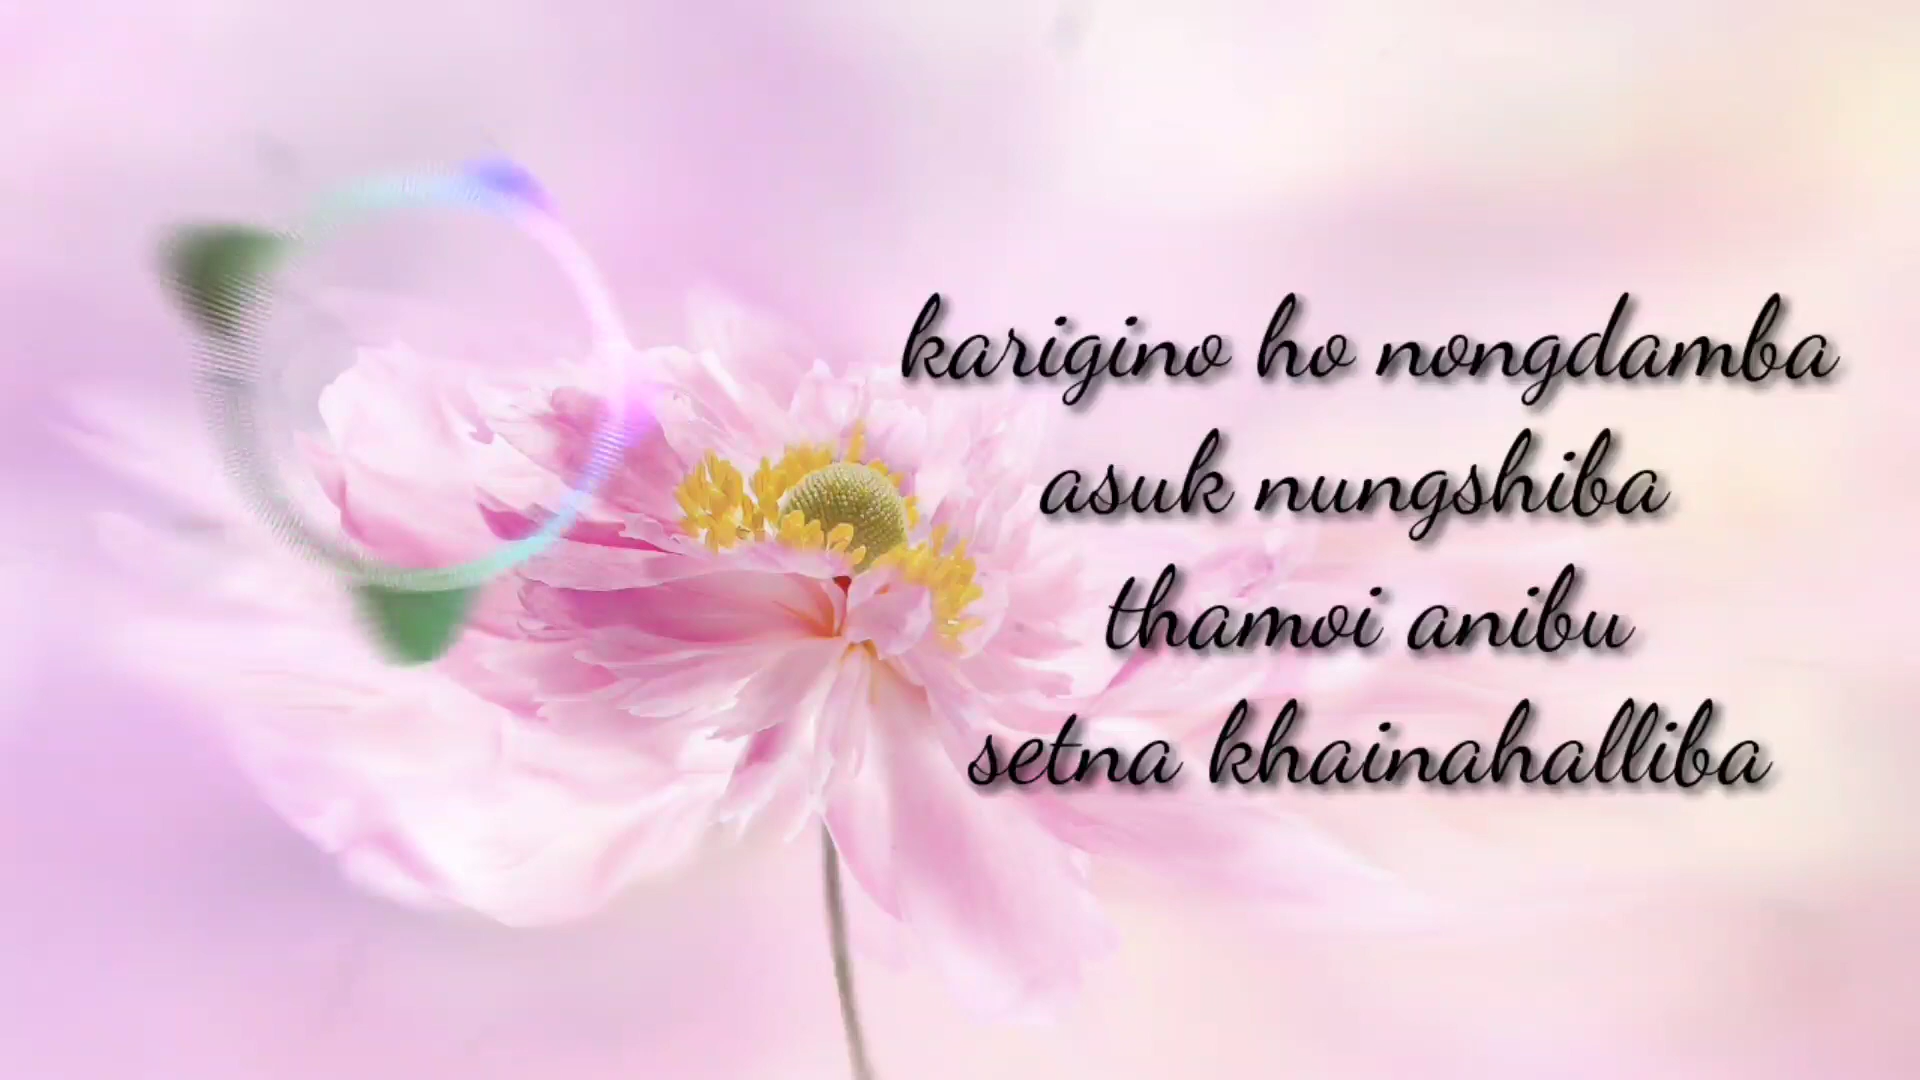 karigino ho nongdamba
asuk nungshiba
thamoi anibu
setna khainahalliba